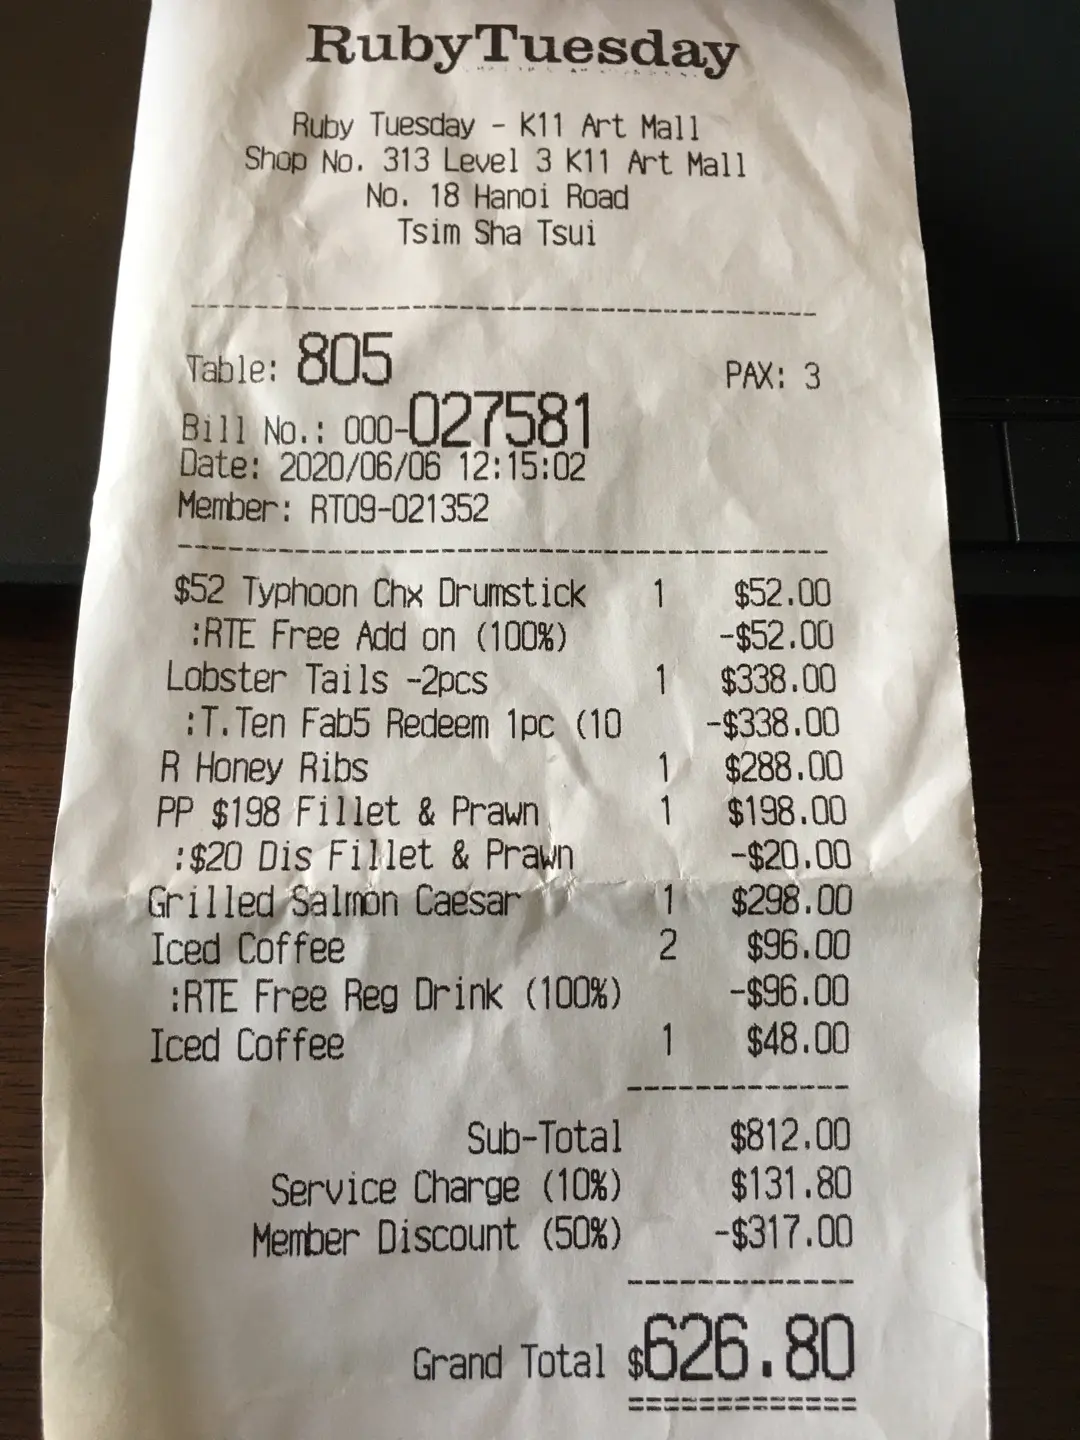 RubyTuesday
Ruby Tuesday - K11 Art Mall
Shop No. 313 Level 3 K11 Art Mall
No. 18 Hanoi Road
Tsim Sha Tsui
Table: 805 PAX: 3
Bill No.: 000-027581
Date: 2020/06/06 12:15:02
Member: RT09-021352
$52 Typhoon Chx Drumstick 1 $52.00
:RTE Free Add on (100%) -$52.00
Lobster Tails -2pcs 1 $338.00
:T.Ten Fab5 Redeem 1pc (10 -$338.00
R Honey Ribs 1 $288.00
PP $198 Fillet & Prawn 1 $198.00
:$20 Dis Fillet & Prawn -$20.00
Grilled Salmon Caesar 1 $298.00
Iced Coffee 2 $96.00
:RTE Free Reg Drink (100%) -$96.00
Iced Coffee 1 $48.00
Sub-Total $812.00
Service Charge (10%) $131.80
Member Discount (50%) -$317.00
Grand Total $626.80